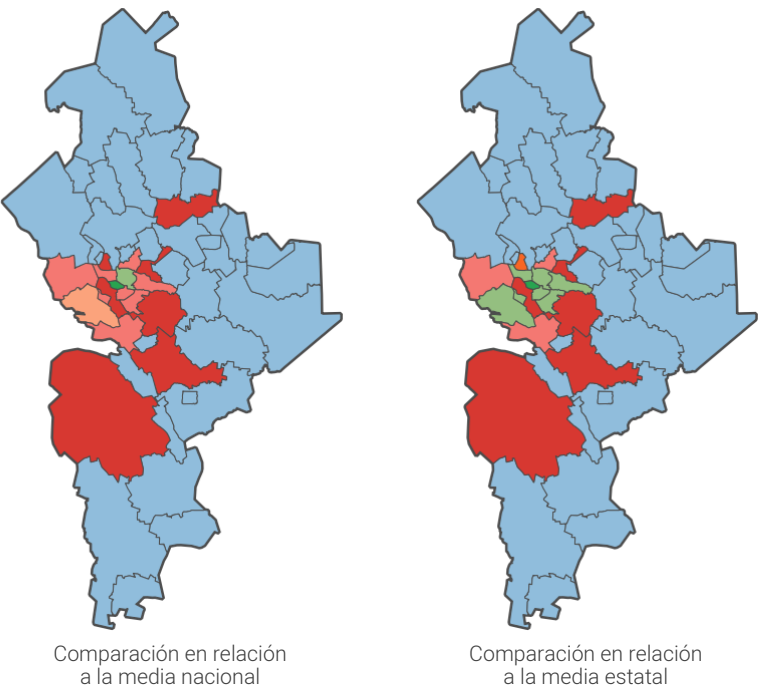 Comparación en relación
a la media nacional
Comparación en relación
a la media estatal